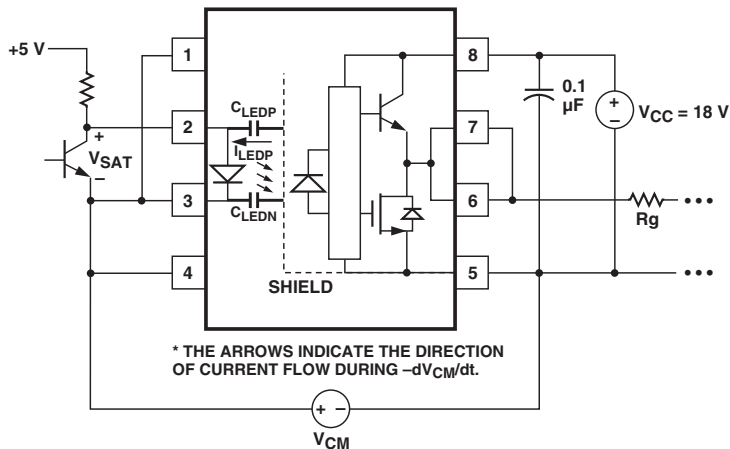 +5 V
1
8
C_LEDP
0.1
µF
+
−
V_CC = 18 V
2
+
V_SAT
−
I_LEDP
7
3
C_LEDN
6
Rg
•••
4
SHIELD
5
•••
* THE ARROWS INDICATE THE DIRECTION
OF CURRENT FLOW DURING –dV_CM/dt.
+ −
V_CM